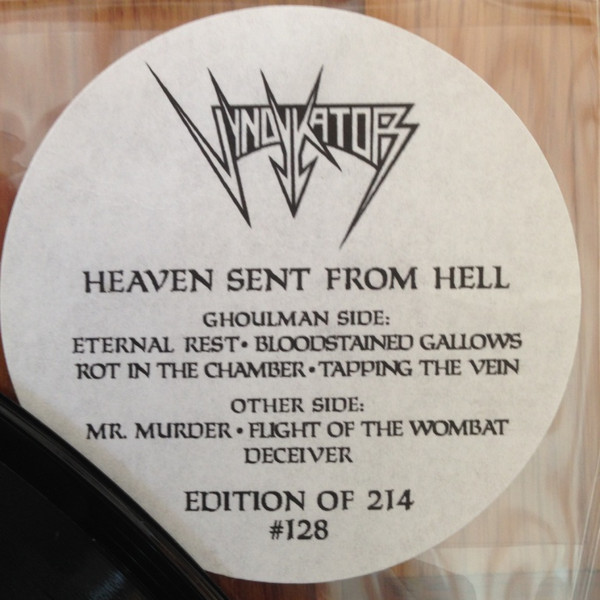 VYNDYKATOR
HEAVEN SENT FROM HELL
GHOULMAN SIDE:
ETERNAL REST • BLOODSTAINED GALLOWS
ROT IN THE CHAMBER • TAPPING THE VEIN
OTHER SIDE:
MR. MURDER • FLIGHT OF THE WOMBAT
DECEIVER
EDITION OF 214
#128